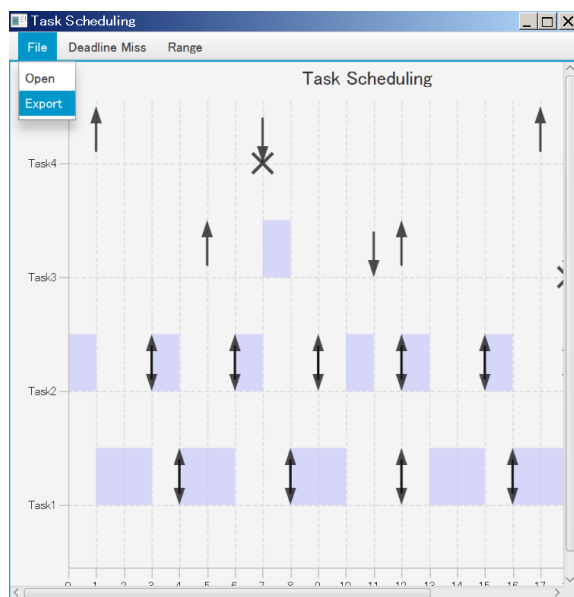 Task Scheduling
File Deadline Miss Range
Open
Export
Task Scheduling
Task4
Task3
Task2
Task1
0 1 2 3 4 5 6 7 8 9 10 11 12 13 14 15 16 17